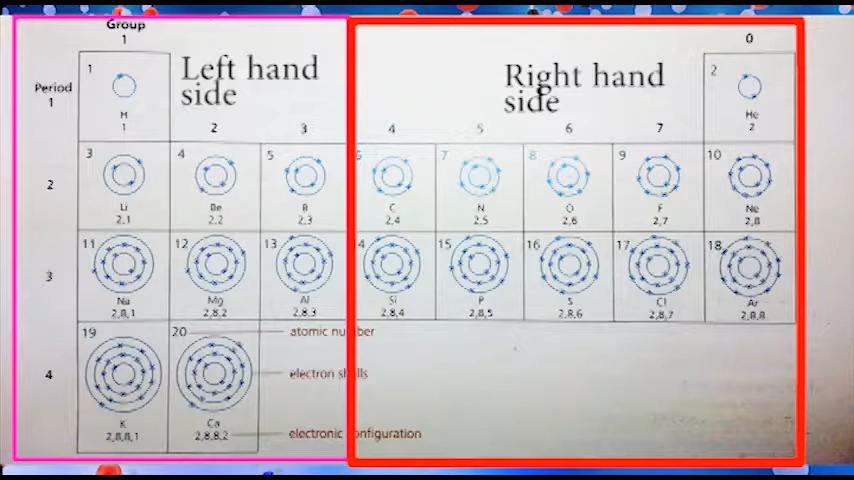 Group
1
0
Left hand
side
Right hand
side
Period
1
1
H
1
2
He
2
2
3
4
5
6
7
2
3
Li
2,1
4
Be
2,2
5
B
2,3
6
C
2,4
7
N
2,5
8
O
2,6
9
F
2,7
10
Ne
2,8
3
11
Na
2,8,1
12
Mg
2,8,2
13
Al
2,8,3
4
Si
2,8,4
15
P
2,8,5
16
S
2,8,6
17
Cl
2,8,7
18
Ar
2,8,8
4
19
K
2,8,8,1
20
Ca
2,8,8,2
atomic number
electron shells
electronic configuration